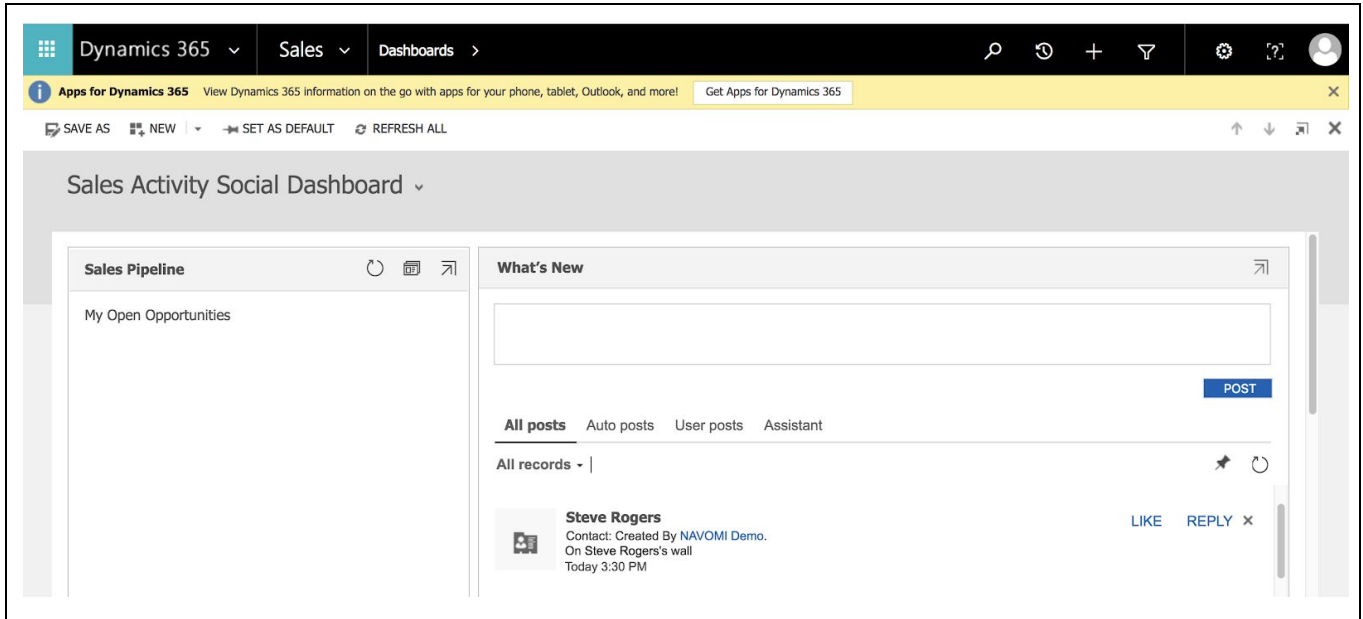 Dynamics 365 Sales Dashboards
Apps for Dynamics 365 View Dynamics 365 information on the go with apps for your phone, tablet, Outlook, and more! Get Apps for Dynamics 365
SAVE AS NEW SET AS DEFAULT REFRESH ALL
Sales Activity Social Dashboard
Sales Pipeline
My Open Opportunities
What's New
POST
All posts Auto posts User posts Assistant
All records
Steve Rogers
Contact: Created By NAVOMI Demo.
On Steve Rogers's wall
Today 3:30 PM
LIKE REPLY